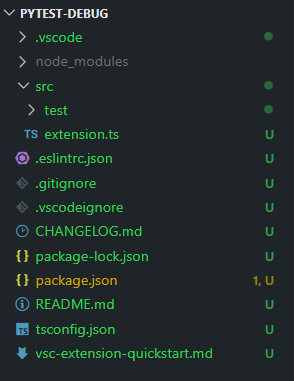 PYTEST-DEBUG
.vscode
node_modules
src
test
TS extension.ts U
.eslintrc.json U
.gitignore U
.vscodeignore U
CHANGELOG.md U
{ } package-lock.json U
{ } package.json 1, U
README.md U
TS tsconfig.json U
vsc-extension-quickstart.md U